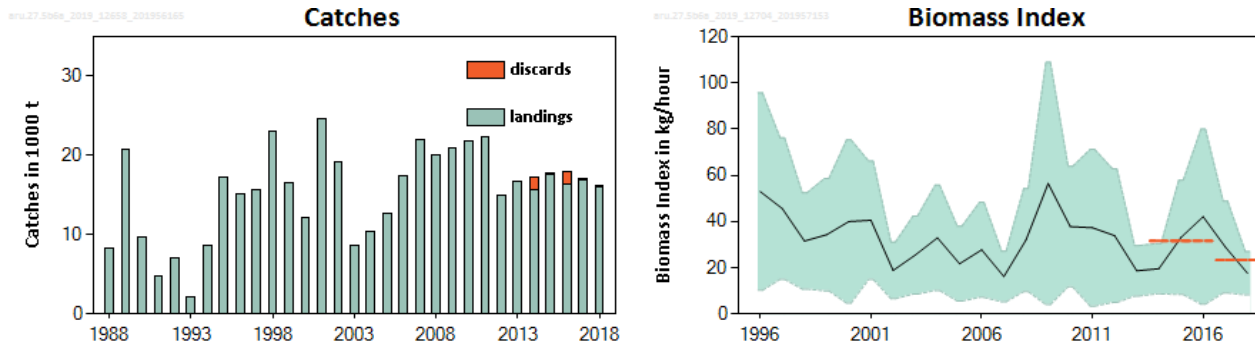 aru.27.5b6a_2019_12658_201956165
Catches
Catches in 1000 t
30
20
10
0
discards
landings
1988
1993
1998
2003
2008
2013
2018
aru.27.5b6a_2019_12704_201957153
Biomass Index
Biomass Index in kg/hour
120
100
80
60
40
20
0
1996
2001
2006
2011
2016